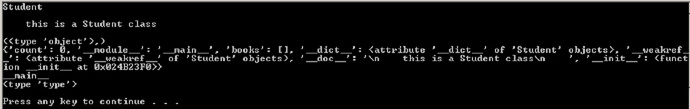 Student

    this is a Student class

(<type 'object'>,)
{'count': 0, '__module__': '__main__', 'books': [], '__dict__': <attribute '__dict__' of 'Student' objects>, '__weakref_
_': <attribute '__weakref__' of 'Student' objects>, '__doc__': '\n    this is a Student class\n    ', '__init__': <funct
ion __init__ at 0x024B23F0>}
__main__
<type 'type'>

Press any key to continue . . .